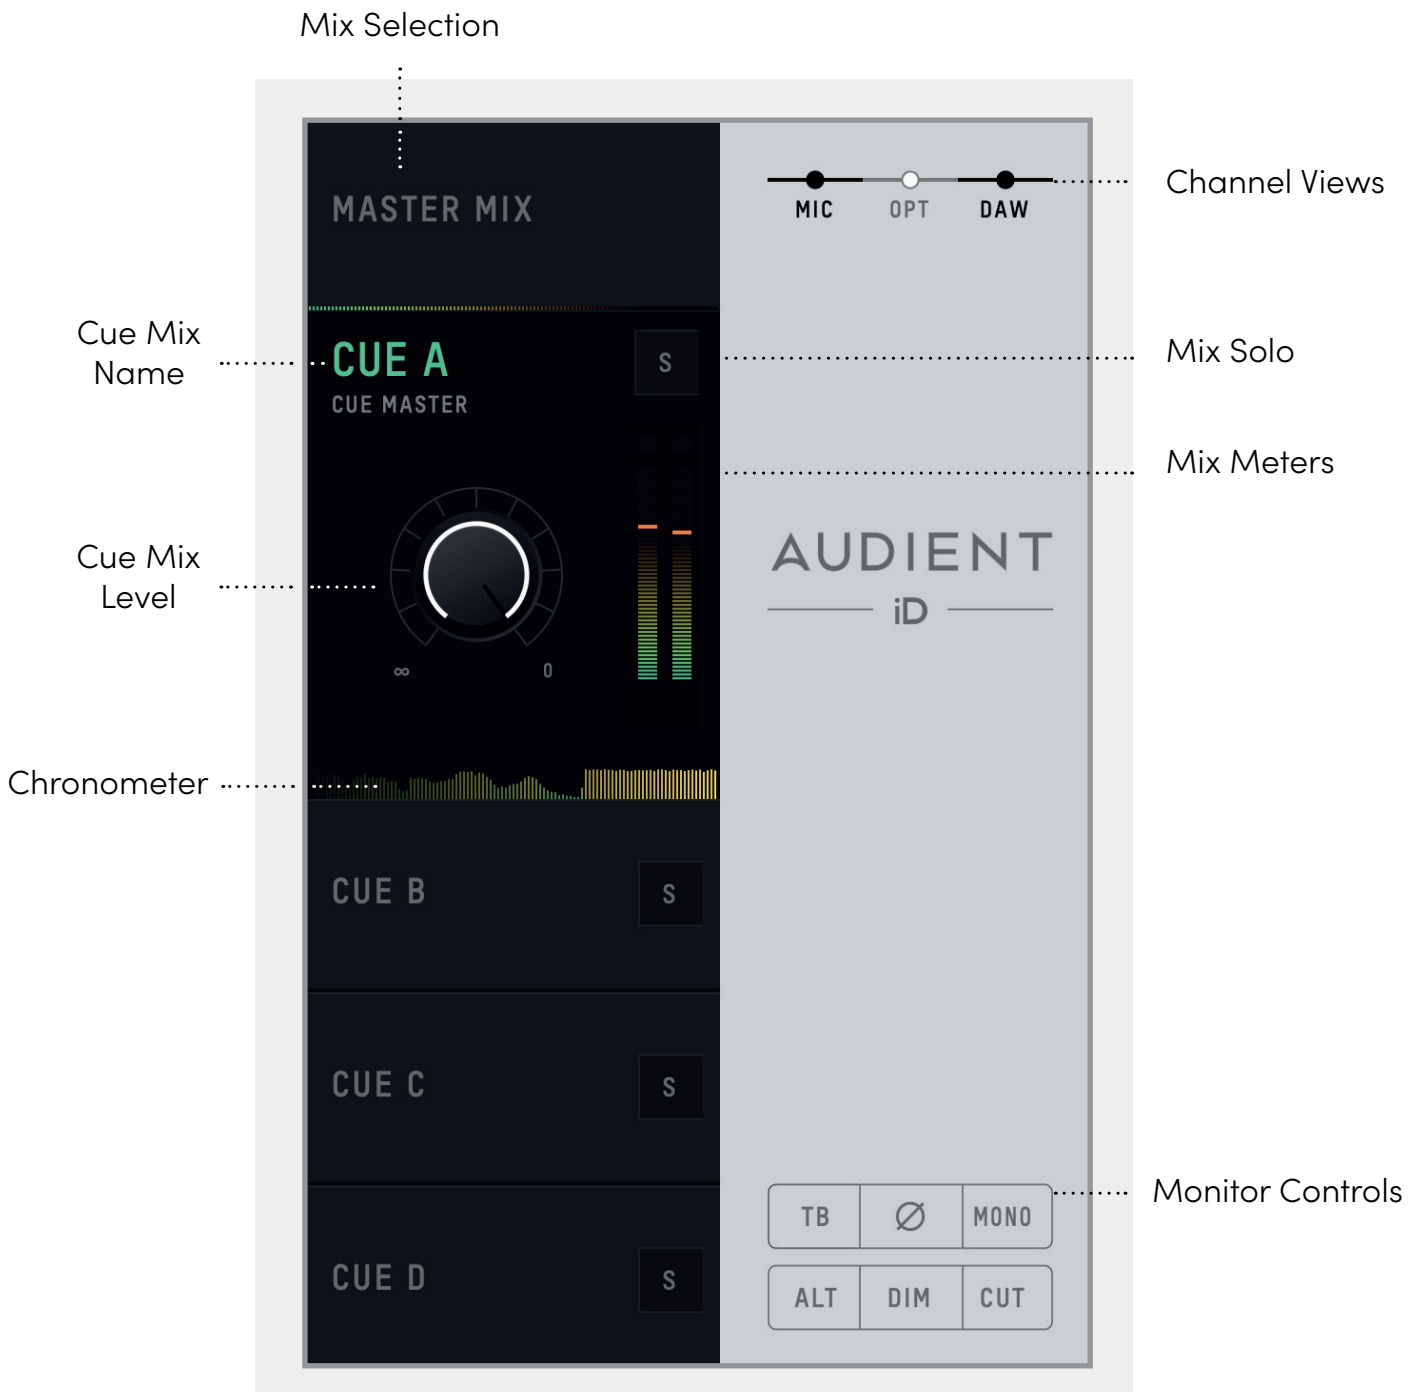 Mix Selection
MASTER MIX
MIC OPT DAW
Channel Views
Cue Mix
Name
CUE A
S
CUE MASTER
Mix Solo
Mix Meters
AUDIENT
iD
Cue Mix
Level
∞ 0
Chronometer
CUE B S
CUE C S
CUE D S
TB Ø MONO
ALT DIM CUT
Monitor Controls